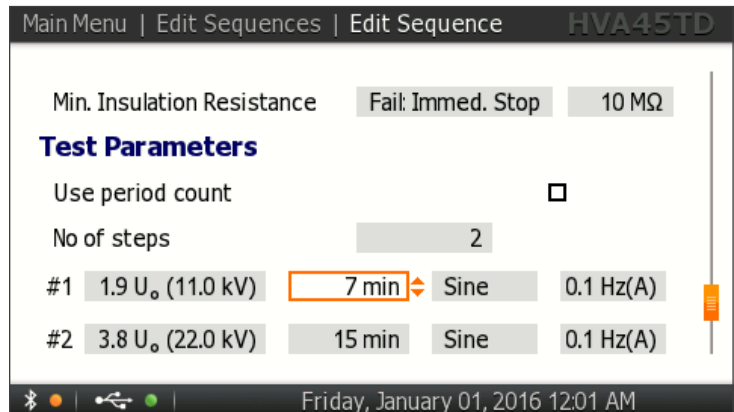 Main Menu | Edit Sequences | Edit Sequence HVA45TD
Min. Insulation Resistance Fail: Immed. Stop 10 MΩ
Test Parameters
Use period count
No of steps 2
#1 1.9 U₀ (11.0 kV) 7 min Sine 0.1 Hz(A)
#2 3.8 U₀ (22.0 kV) 15 min Sine 0.1 Hz(A)
Friday, January 01, 2016 12:01 AM